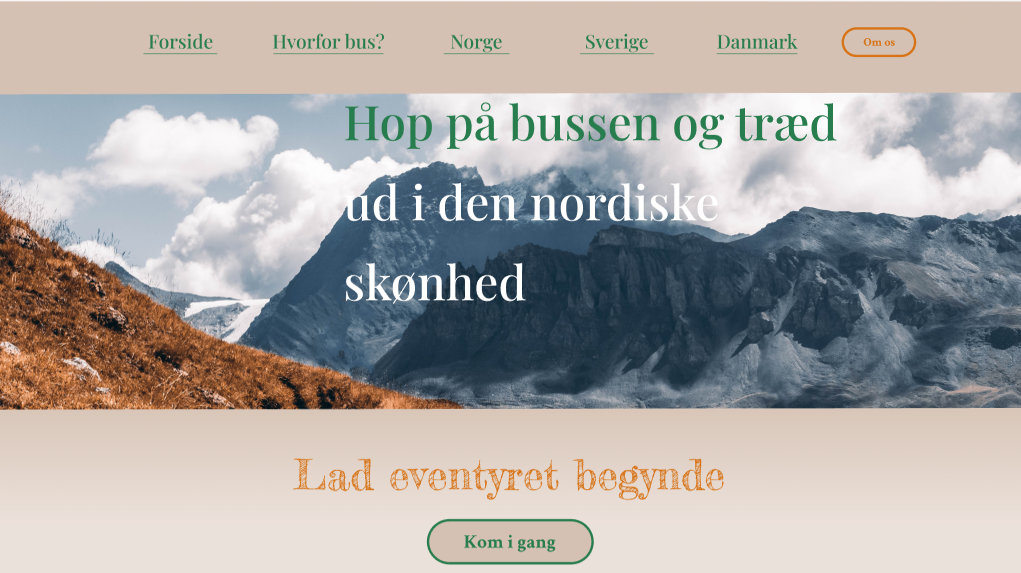 Forside Hvorfor bus? Norge Sverige Danmark Om os
Hop på bussen og træd
ud i den nordiske
skønhed
Lad eventyret begynde
Kom i gang